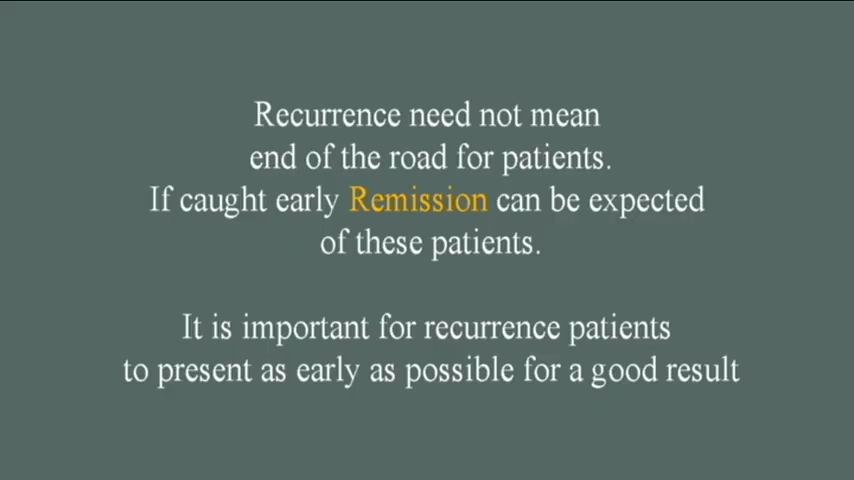 Recurrence need not mean
end of the road for patients.
If caught early Remission can be expected
of these patients.
It is important for recurrence patients
to present as early as possible for a good result